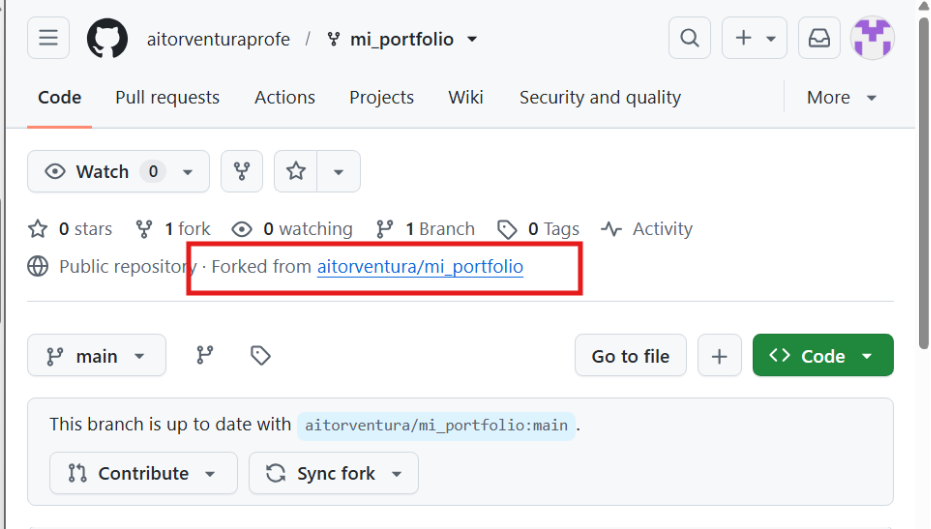 aitorventuraprofe / mi_portfolio
Code Pull requests Actions Projects Wiki Security and quality More
Watch 0
0 stars 1 fork 0 watching 1 Branch 0 Tags Activity
Public repository · Forked from aitorventura/mi_portfolio
main Go to file Code
This branch is up to date with aitorventura/mi_portfolio:main .
Contribute Sync fork